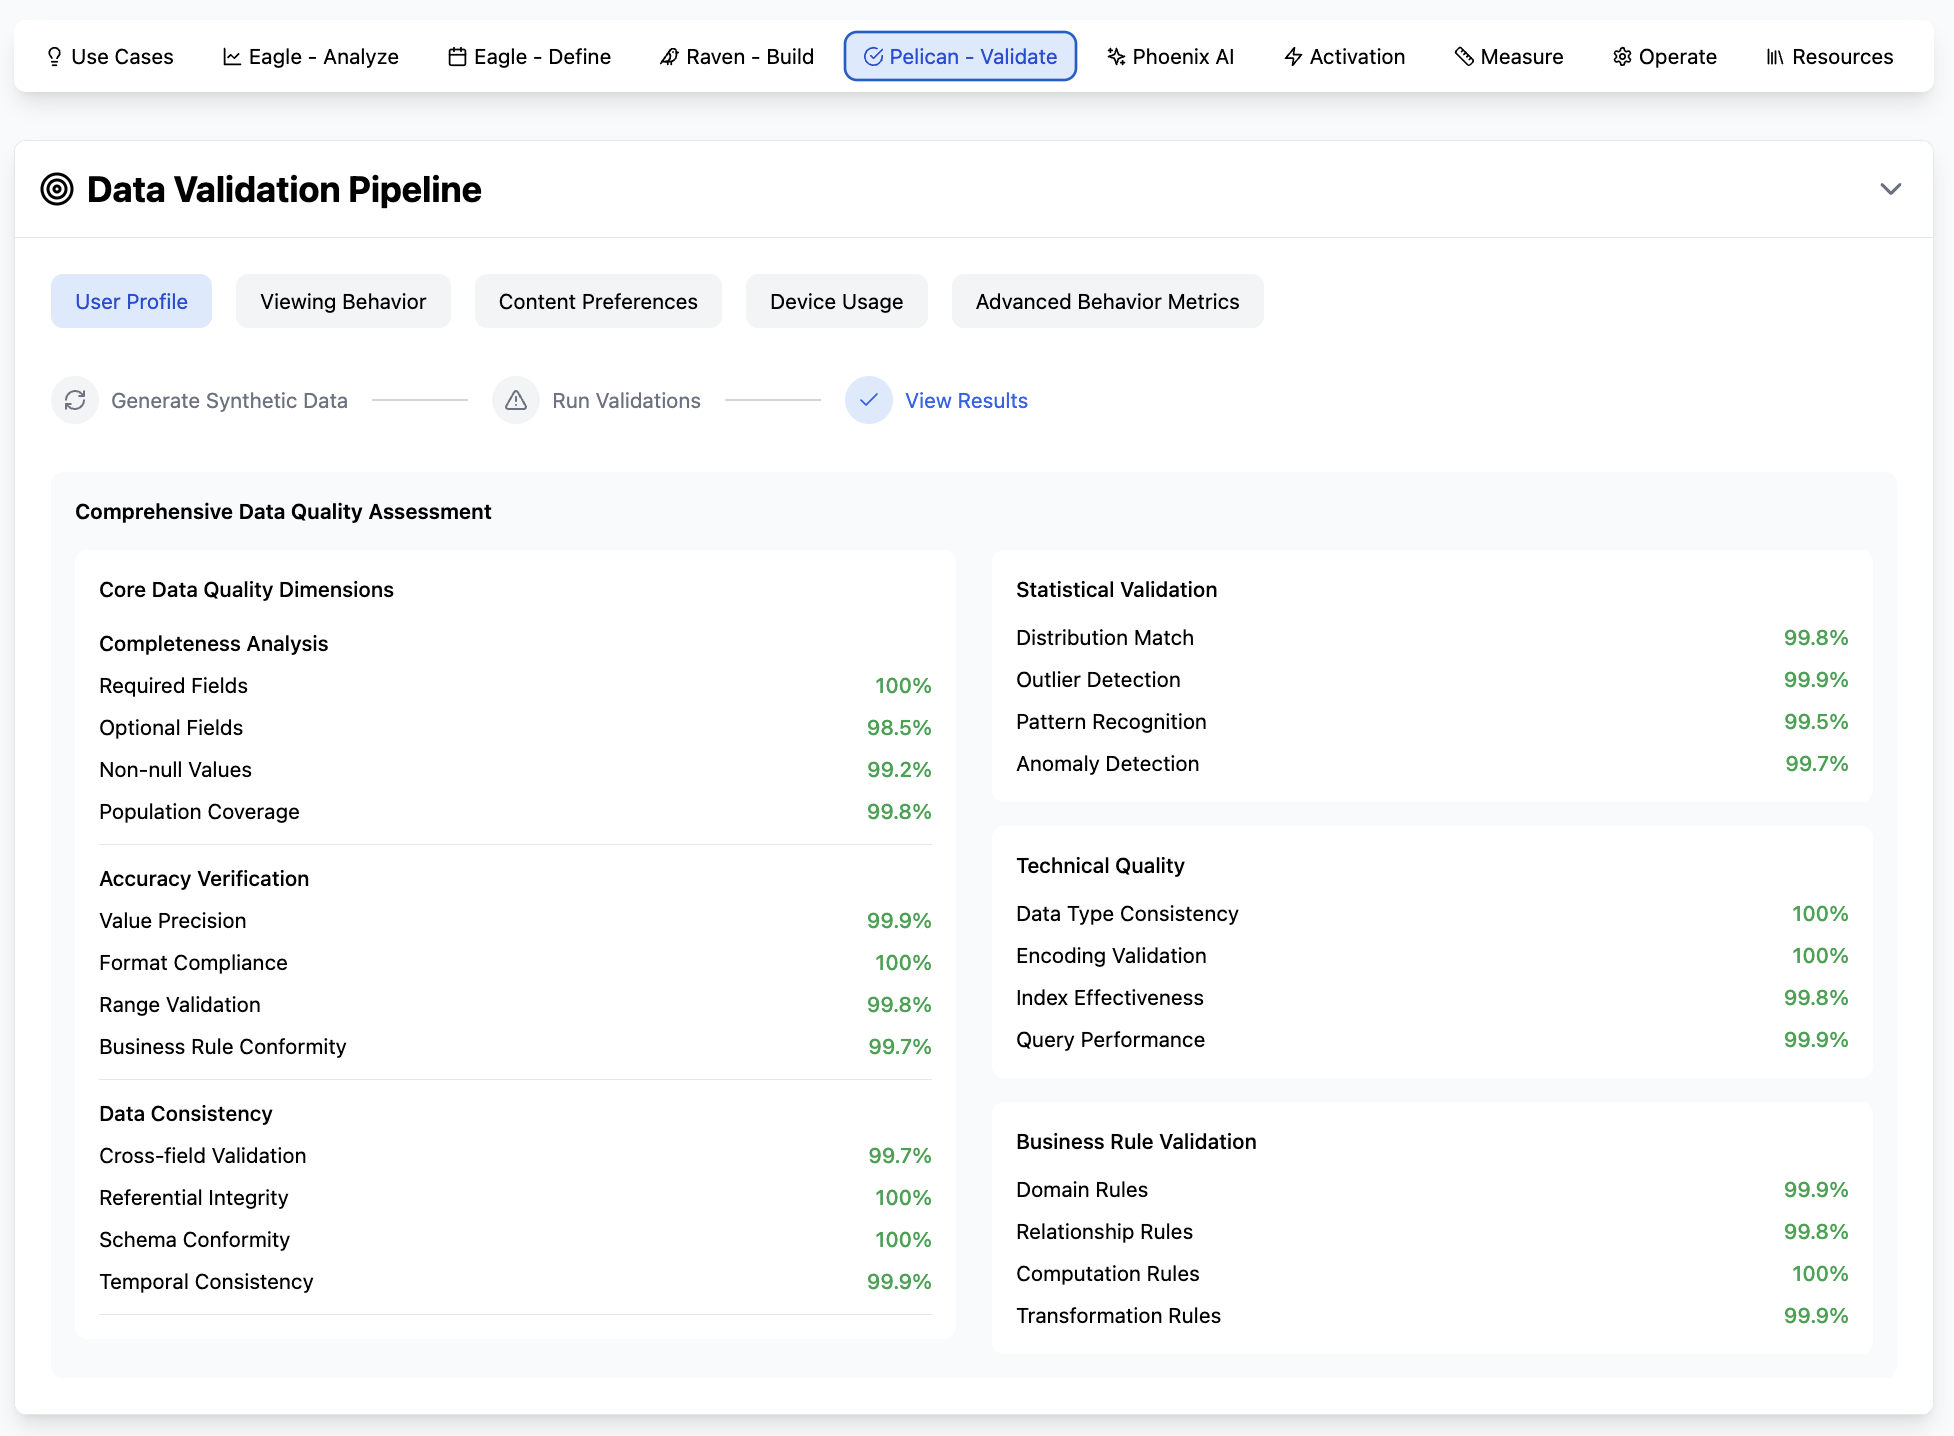 Use Cases
Eagle - Analyze
Eagle - Define
Raven - Build
Pelican - Validate
Phoenix AI
Activation
Measure
Operate
Resources
Data Validation Pipeline
User Profile
Viewing Behavior
Content Preferences
Device Usage
Advanced Behavior Metrics
Generate Synthetic Data
Run Validations
View Results
Comprehensive Data Quality Assessment
Core Data Quality Dimensions
Completeness Analysis
Required Fields 100%
Optional Fields 98.5%
Non-null Values 99.2%
Population Coverage 99.8%
Accuracy Verification
Value Precision 99.9%
Format Compliance 100%
Range Validation 99.8%
Business Rule Conformity 99.7%
Data Consistency
Cross-field Validation 99.7%
Referential Integrity 100%
Schema Conformity 100%
Temporal Consistency 99.9%
Statistical Validation
Distribution Match 99.8%
Outlier Detection 99.9%
Pattern Recognition 99.5%
Anomaly Detection 99.7%
Technical Quality
Data Type Consistency 100%
Encoding Validation 100%
Index Effectiveness 99.8%
Query Performance 99.9%
Business Rule Validation
Domain Rules 99.9%
Relationship Rules 99.8%
Computation Rules 100%
Transformation Rules 99.9%